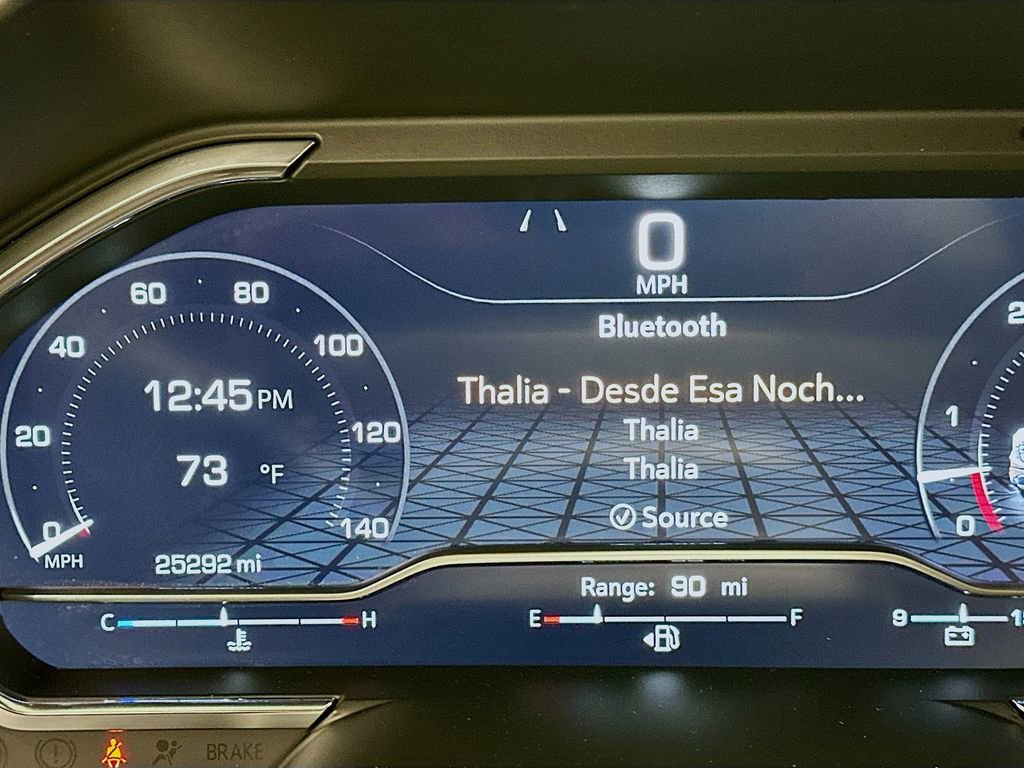 0
MPH
Bluetooth
Thalia - Desde Esa Noch...
Thalia
Thalia
Source
0
20
40
60
80
100
120
140
MPH
12:45 PM
73 °F
25292 mi
0
1
2
Range: 90 mi
C H
E F
9
BRAKE